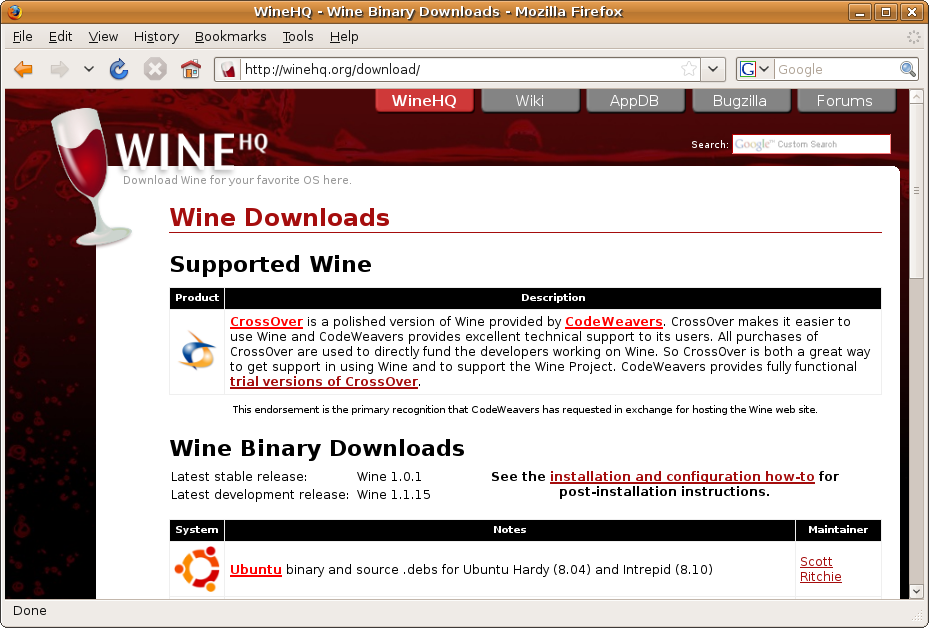 WineHQ - Wine Binary Downloads - Mozilla Firefox
File Edit View History Bookmarks Tools Help
http://winehq.org/download/
G Google
WineHQ Wiki AppDB Bugzilla Forums
WINE HQ
Search: Google™ Custom Search
Download Wine for your favorite OS here.
Wine Downloads
Supported Wine
Product Description
CrossOver is a polished version of Wine provided by CodeWeavers. CrossOver makes it easier to
use Wine and CodeWeavers provides excellent technical support to its users. All purchases of
CrossOver are used to directly fund the developers working on Wine. So CrossOver is both a great way
to get support in using Wine and to support the Wine Project. CodeWeavers provides fully functional
trial versions of CrossOver.
This endorsement is the primary recognition that CodeWeavers has requested in exchange for hosting the Wine web site.
Wine Binary Downloads
Latest stable release: Wine 1.0.1
Latest development release: Wine 1.1.15
See the installation and configuration how-to for
post-installation instructions.
System Notes Maintainer
Ubuntu binary and source .debs for Ubuntu Hardy (8.04) and Intrepid (8.10)
Scott
Ritchie
Done